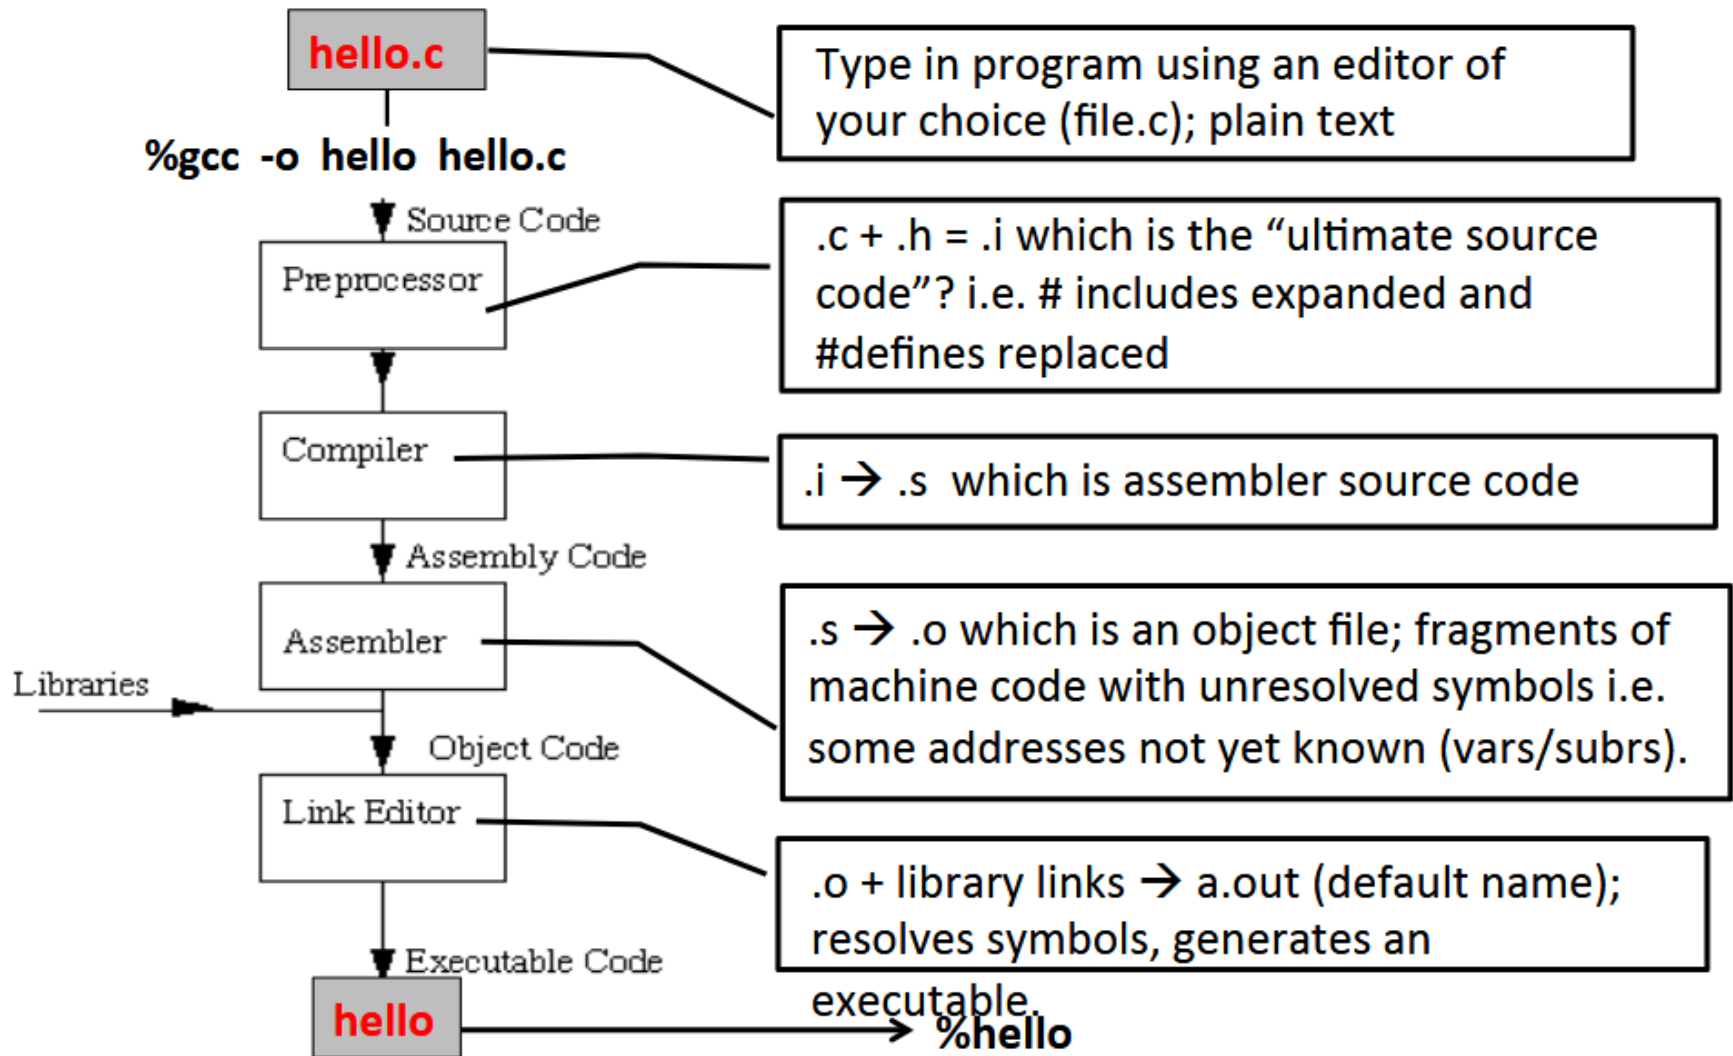 hello.c
Type in program using an editor of
your choice (file.c); plain text
%gcc -o hello hello.c
Source Code
Preprocessor
.c + .h = .i which is the “ultimate source
code”? i.e. # includes expanded and
#defines replaced
Compiler
.i → .s which is assembler source code
Assembly Code
Assembler
.s → .o which is an object file; fragments of
machine code with unresolved symbols i.e.
some addresses not yet known (vars/subrs).
Libraries
Object Code
Link Editor
.o + library links → a.out (default name);
resolves symbols, generates an
executable.
Executable Code
hello
%hello